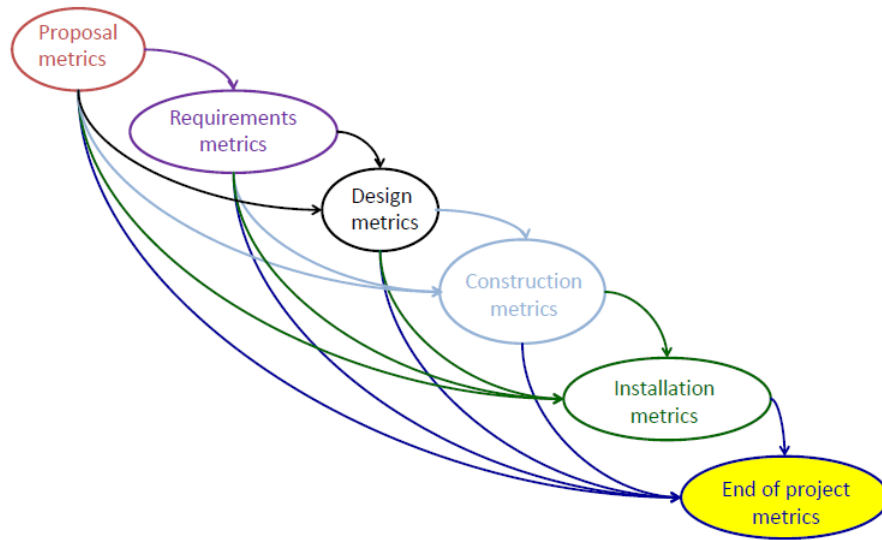 Proposal
metrics
Requirements
metrics
Design
metrics
Construction
metrics
Installation
metrics
End of project
metrics